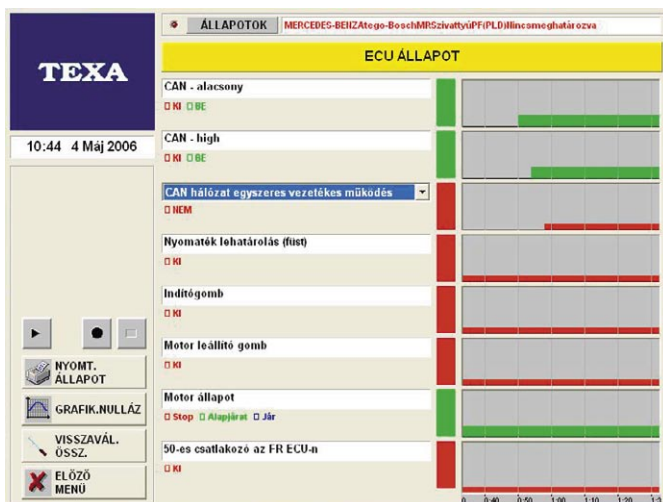 ÁLLAPOTOK
MERCEDES-BENZAtego-BoschMRSzivattyúPF(PLD)Nincsmeghatározva
TEXA
ECU ÁLLAPOT
CAN - alacsony
KI BE
10:44 4 Máj 2006
CAN - high
KI BE
CAN hálózat egyszeres vezetékes működés
NEM
Nyomaték lehatárolás (füst)
KI
Indítógomb
KI
Motor leállító gomb
KI
NYOMT.
ÁLLAPOT
Motor állapot
Stop Alapjárat Jár
GRAFIK.NULLÁZ
VISSZAVÁL.
ÖSSZ.
50-es csatlakozó az FR ECU-n
KI
ELŐZŐ
MENÜ
0 0:40 0:50 1:00 1:10 1:20